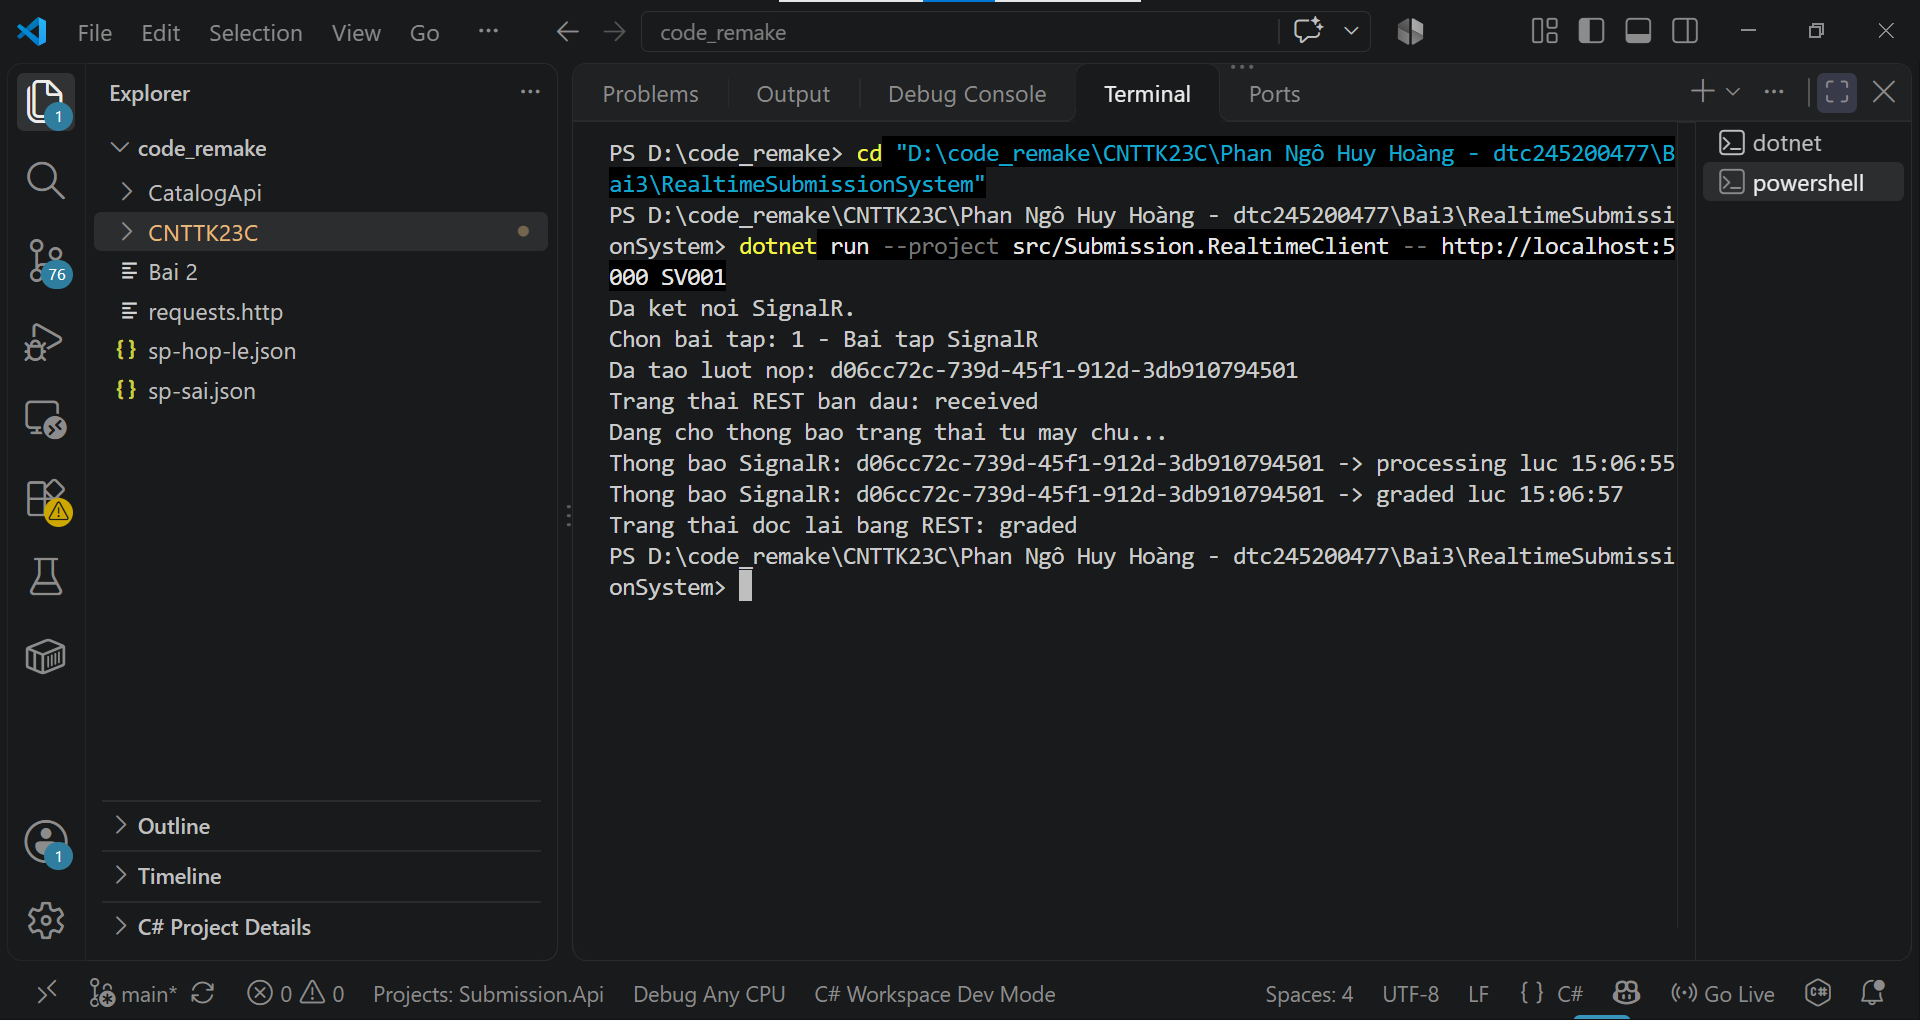 File Edit Selection View Go ··· code_remake
Explorer ···
code_remake
CatalogApi
CNTTK23C
Bai 2
requests.http
{} sp-hop-le.json
{} sp-sai.json
Outline
Timeline
C# Project Details
1
76
1
Problems Output Debug Console Terminal Ports
PS D:\code_remake> cd "D:\code_remake\CNTTK23C\Phan Ngô Huy Hoàng - dtc245200477\B
ai3\RealtimeSubmissionSystem"
PS D:\code_remake\CNTTK23C\Phan Ngô Huy Hoàng - dtc245200477\Bai3\RealtimeSubmissi
onSystem> dotnet run --project src/Submission.RealtimeClient -- http://localhost:5
000 SV001
Da ket noi SignalR.
Chon bai tap: 1 - Bai tap SignalR
Da tao luot nop: d06cc72c-739d-45f1-912d-3db910794501
Trang thai REST ban dau: received
Dang cho thong bao trang thai tu may chu...
Thong bao SignalR: d06cc72c-739d-45f1-912d-3db910794501 -> processing luc 15:06:55
Thong bao SignalR: d06cc72c-739d-45f1-912d-3db910794501 -> graded luc 15:06:57
Trang thai doc lai bang REST: graded
PS D:\code_remake\CNTTK23C\Phan Ngô Huy Hoàng - dtc245200477\Bai3\RealtimeSubmissi
onSystem>
dotnet
powershell
main* 0 0 Projects: Submission.Api Debug Any CPU C# Workspace Dev Mode Spaces: 4 UTF-8 LF {} C# Go Live C#